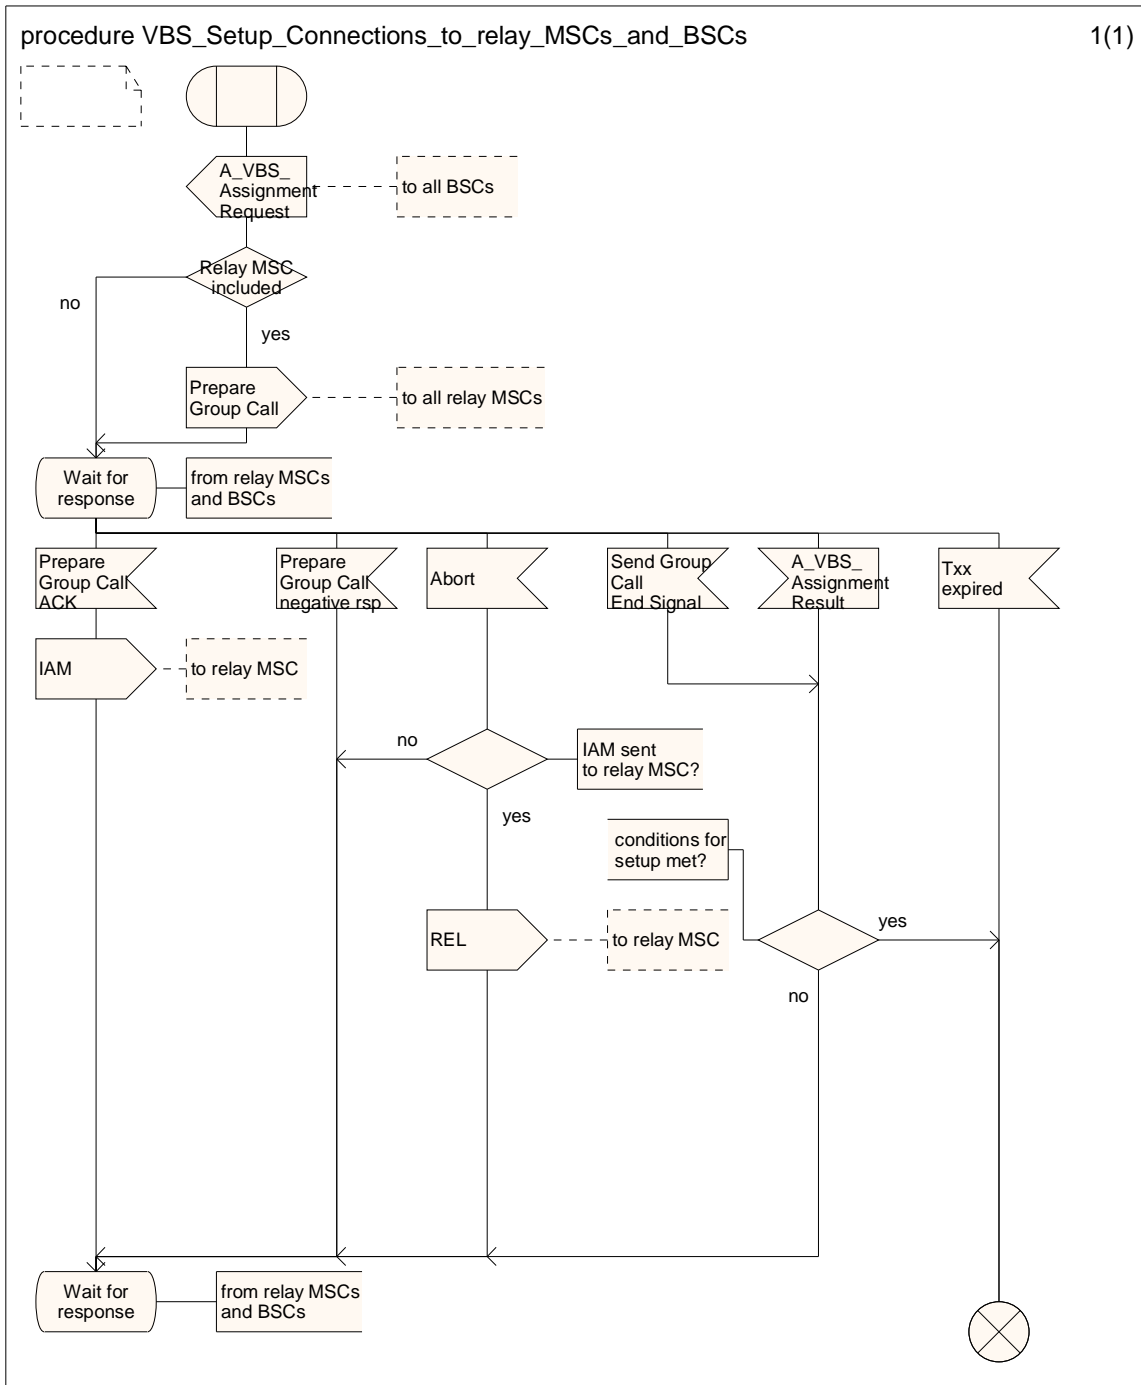 procedure VBS_Setup_Connections_to_relay_MSCs_and_BSCs
1(1)
A_VBS_
Assignment
Request
to all BSCs
Relay MSC
included
no
yes
Prepare
Group Call
to all relay MSCs
Wait for
response
from relay MSCs
and BSCs
Prepare
Group Call
ACK
Prepare
Group Call
negative rsp
Abort
Send Group
Call
End Signal
A_VBS_
Assignment
Result
Txx
expired
IAM
to relay MSC
no
IAM sent
to relay MSC?
yes
conditions for
setup met?
REL
to relay MSC
yes
no
Wait for
response
from relay MSCs
and BSCs